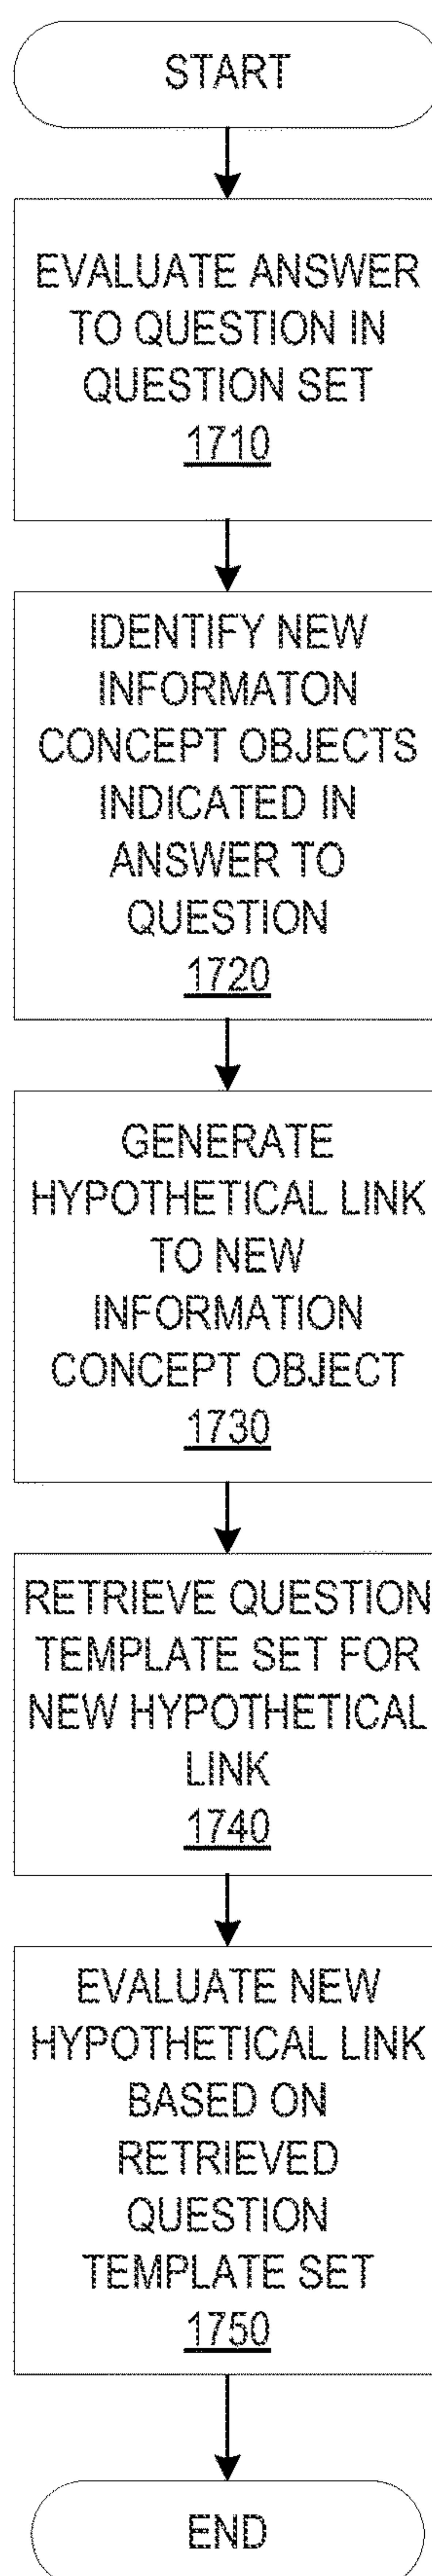 START
EVALUATE ANSWER
TO QUESTION IN
QUESTION SET
1710
IDENTIFY NEW
INFORMATON
CONCEPT OBJECTS
INDICATED IN
ANSWER TO
QUESTION
1720
GENERATE
HYPOTHETICAL LINK
TO NEW
INFORMATION
CONCEPT OBJECT
1730
RETRIEVE QUESTION
TEMPLATE SET FOR
NEW HYPOTHETICAL
LINK
1740
EVALUATE NEW
HYPOTHETICAL LINK
BASED ON
RETRIEVED
QUESTION
TEMPLATE SET
1750
END